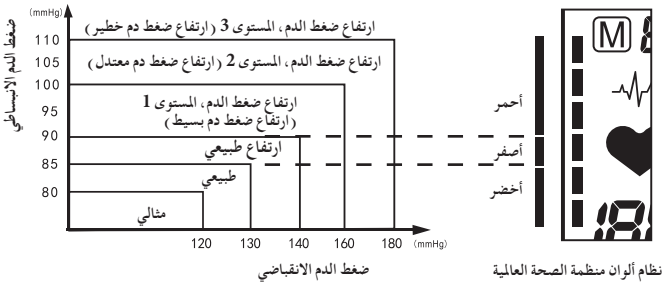 (mmHg)
ضغط الدم الانبساطي
ارتفاع ضغط الدم، المستوى 3 (ارتفاع ضغط دم خطير)
110
ارتفاع ضغط الدم، المستوى 2 (ارتفاع ضغط دم معتدل)
105
100
ارتفاع ضغط الدم، المستوى 1
(ارتفاع ضغط دم بسيط)
95
90
ارتفاع طبيعي
85
طبيعي
80
مثالي
120 130 140 160 180 (mmHg)
ضغط الدم الانقباضي
أحمر
أصفر
أخضر
M
نظام ألوان منظمة الصحة العالمية